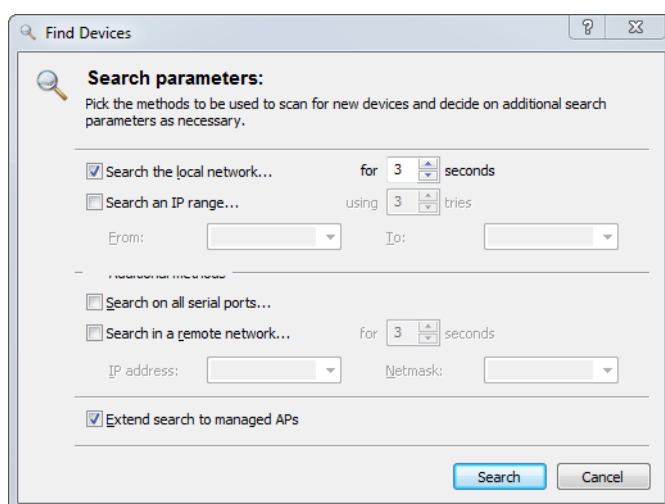 Find Devices
Search parameters:
Pick the methods to be used to scan for new devices and decide on additional search
parameters as necessary.
Search the local network... for 3 seconds
Search an IP range... using 3 tries
From: To:
Additional methods
Search on all serial ports...
Search in a remote network... for 3 seconds
IP address: Netmask:
Extend search to managed APs
Search Cancel